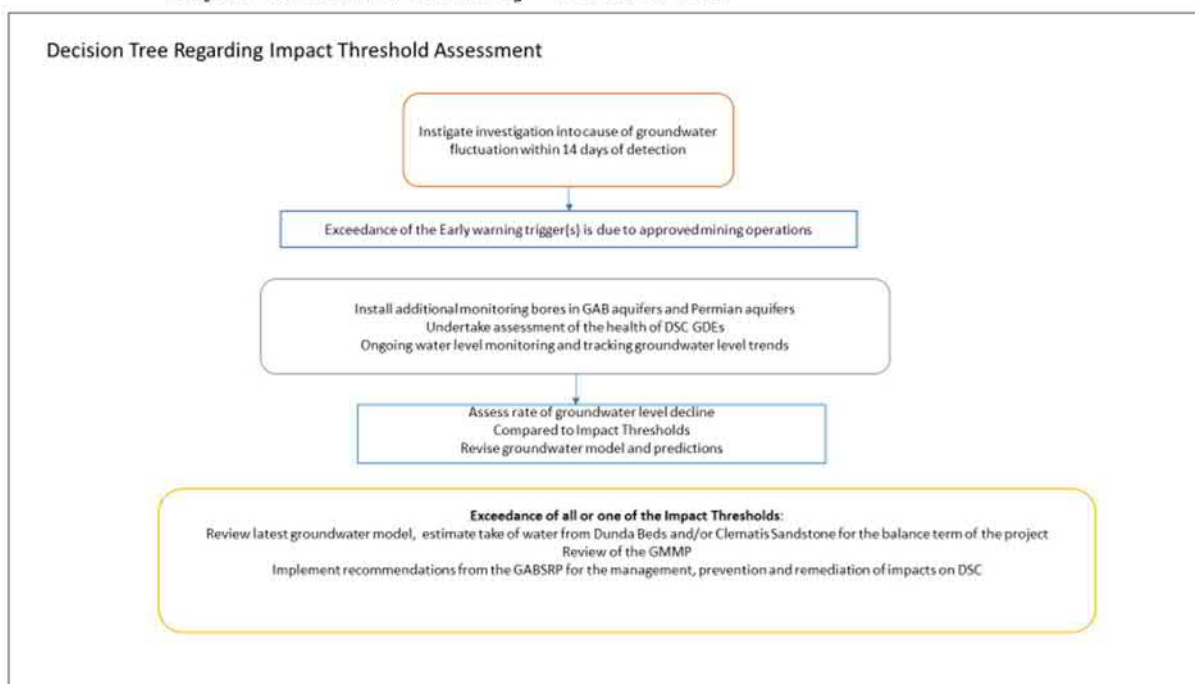 Decision Tree Regarding Impact Threshold Assessment
Instigate investigation into cause of groundwater
fluctuation within 14 days of detection
Exceedance of the Early warning trigger(s) is due to approved mining operations
Install additional monitoring bores in GAB aquifers and Permian aquifers
Undertake assessment of the health of DSC GDEs
Ongoing water level monitoring and tracking groundwater level trends
Assess rate of groundwater level decline
Compared to Impact Thresholds
Revise groundwater model and predictions
Exceedance of all or one of the Impact Thresholds:
Review latest groundwater model, estimate take of water from Dunda Beds and/or Clematis Sandstone for the balance term of the project
Review of the GMMP
Implement recommendations from the GABSRP for the management, prevention and remediation of impacts on DSC